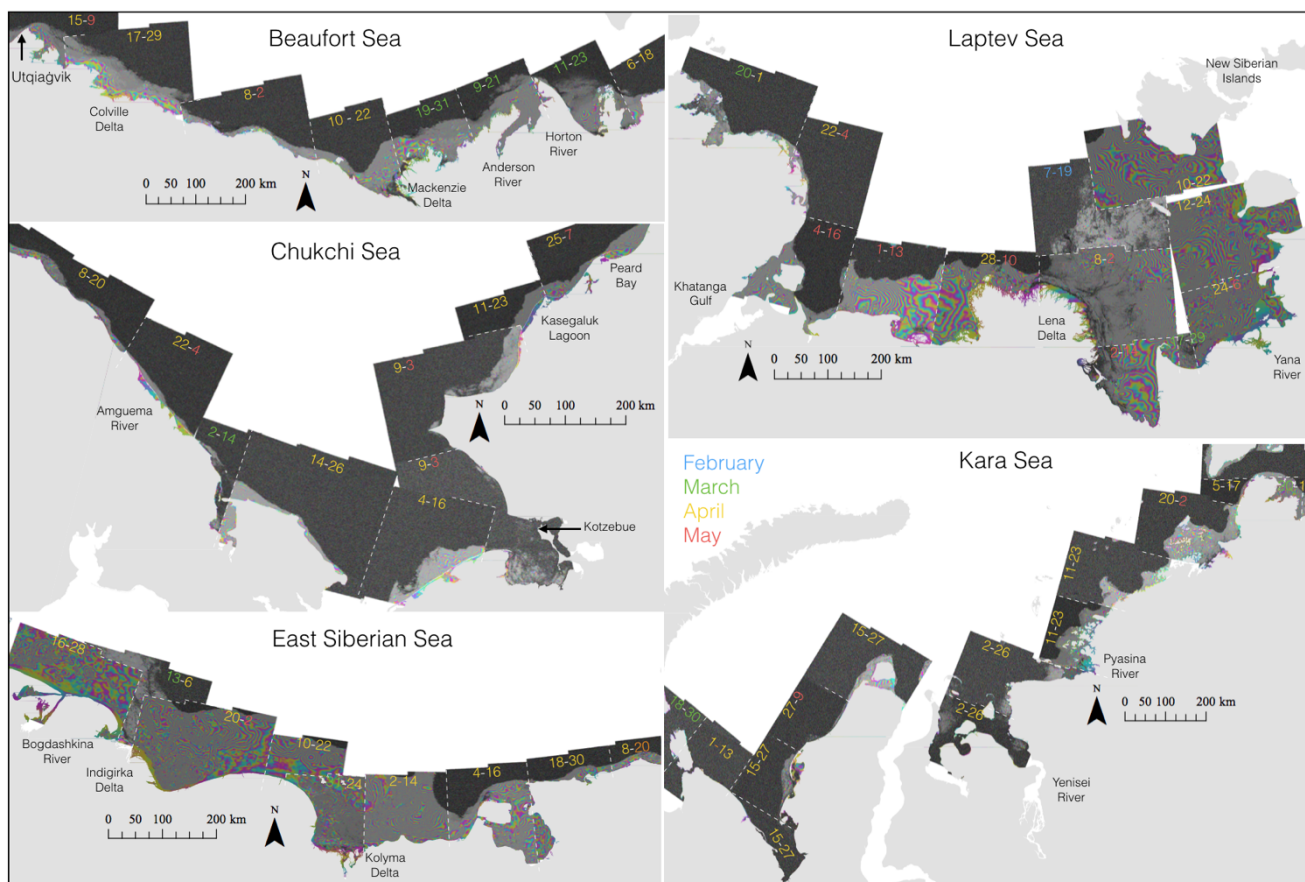 Beaufort Sea
15-9
17-29
8-2
10 - 22
19-31
9-21
11-23
6-18
Utqiaġvik
Colville
Delta
Mackenzie
Delta
Anderson
River
Horton
River
0 50 100 200 km
N
Chukchi Sea
8-20
22-4
2-14
14-26
9-3
9-3
4-16
11-23
25-7
Peard
Bay
Kasegaluk
Lagoon
Amguema
River
Kotzebue
N
0 50 100 200 km
East Siberian Sea
16-28
13-6
20-4
10-22
-24
2-14
4-16
18-30
8-20
Bogdashkina
River
Indigirka
Delta
Kolyma
Delta
0 50 100 200 km
N
Laptev Sea
New Siberian
Islands
20-1
22-4
4-16
1-13
28-10
7-19
10-22
12-24
8-2
24-6
Khatanga
Gulf
Lena
Delta
Yana
River
N
0 50 100 200 km
Kara Sea
February
March
April
May
18-30
1-13
15-27
27-9
15-27
15-27
2-26
2-26
11-23
11-23
20-2
5-17
Pyasina
River
Yenisei
River
N
0 50 100 200 km